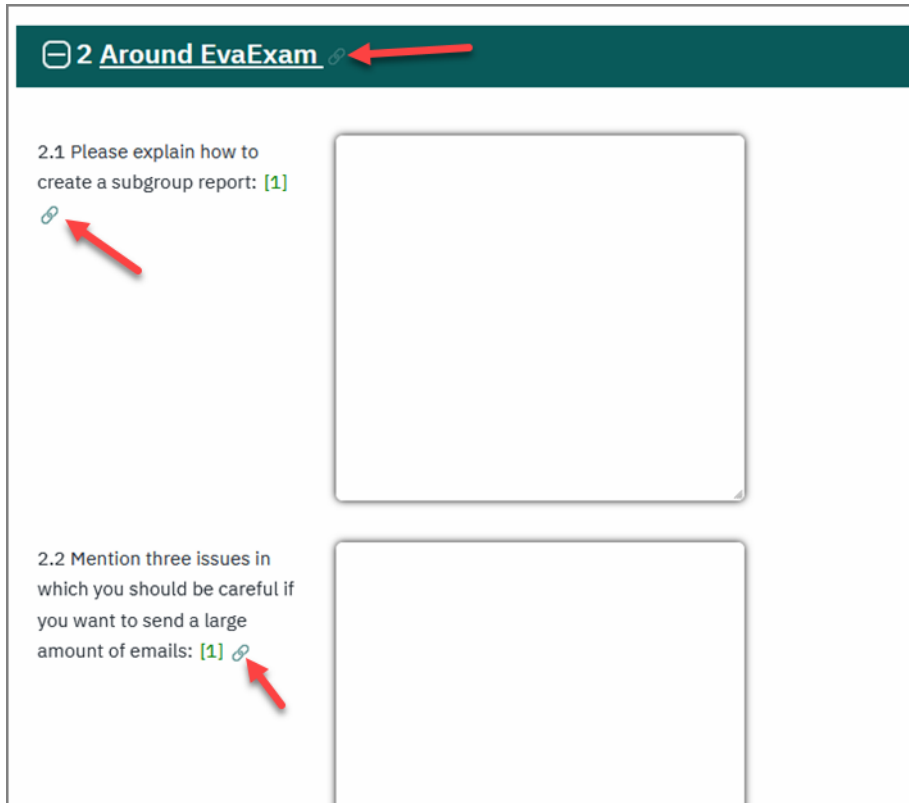 2 Around EvaExam
2.1 Please explain how to
create a subgroup report: [1]
2.2 Mention three issues in
which you should be careful if
you want to send a large
amount of emails: [1]